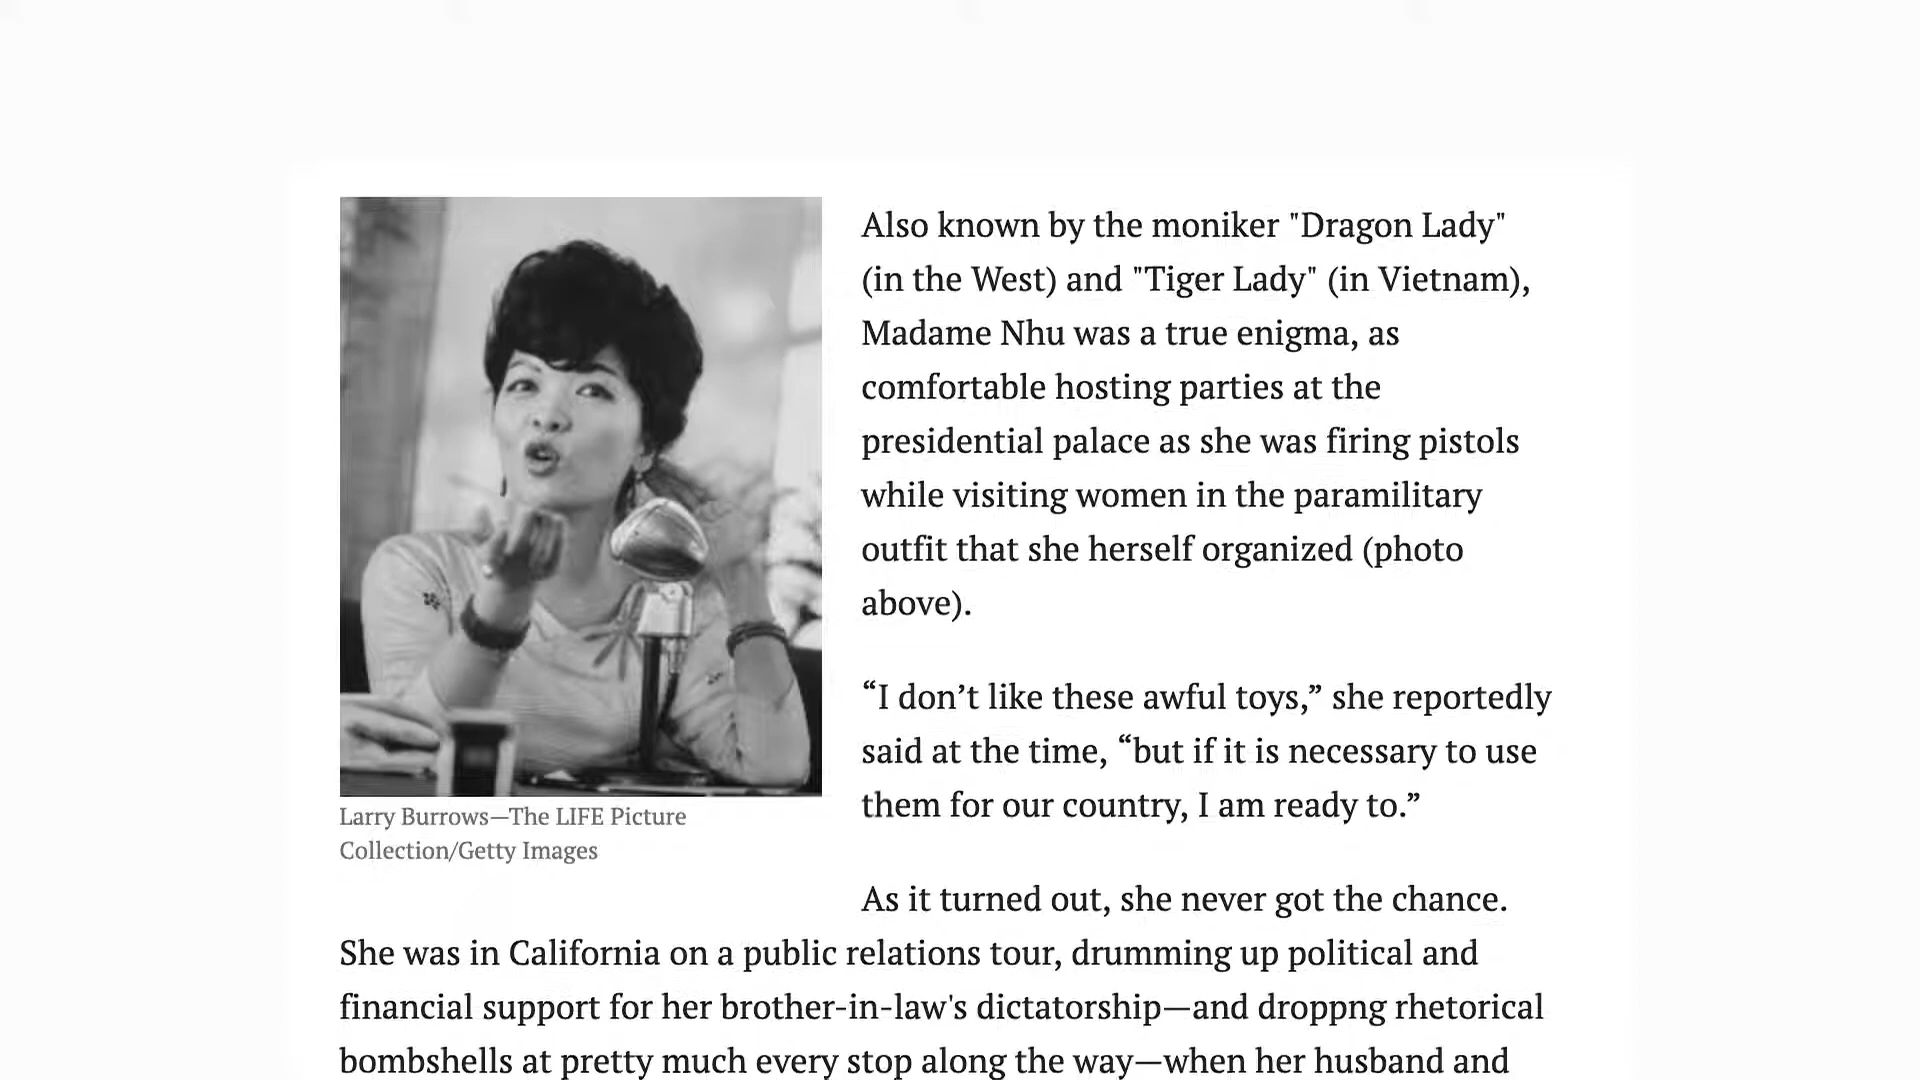 Also known by the moniker "Dragon Lady"
(in the West) and "Tiger Lady" (in Vietnam),
Madame Nhu was a true enigma, as
comfortable hosting parties at the
presidential palace as she was firing pistols
while visiting women in the paramilitary
outfit that she herself organized (photo
above).
“I don’t like these awful toys,” she reportedly
said at the time, “but if it is necessary to use
them for our country, I am ready to.”
Larry Burrows—The LIFE Picture
Collection/Getty Images
As it turned out, she never got the chance.
She was in California on a public relations tour, drumming up political and
financial support for her brother-in-law's dictatorship—and droppng rhetorical
bombshells at pretty much every stop along the way—when her husband and